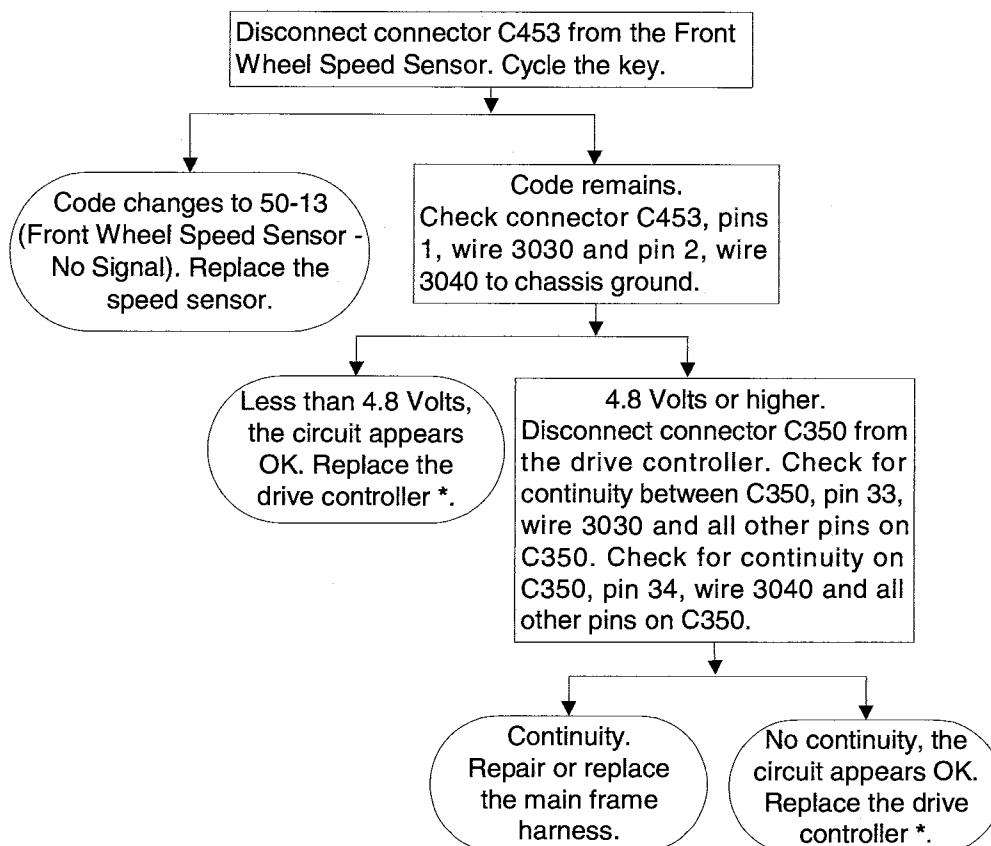 Disconnect connector C453 from the Front
Wheel Speed Sensor. Cycle the key.
Code changes to 50-13
(Front Wheel Speed Sensor -
No Signal). Replace the
speed sensor.
Code remains.
Check connector C453, pins
1, wire 3030 and pin 2, wire
3040 to chassis ground.
Less than 4.8 Volts,
the circuit appears
OK. Replace the
drive controller *.
4.8 Volts or higher.
Disconnect connector C350 from
the drive controller. Check for
continuity between C350, pin 33,
wire 3030 and all other pins on
C350. Check for continuity on
C350, pin 34, wire 3040 and all
other pins on C350.
Continuity.
Repair or replace
the main frame
harness.
No continuity, the
circuit appears OK.
Replace the drive
controller *.